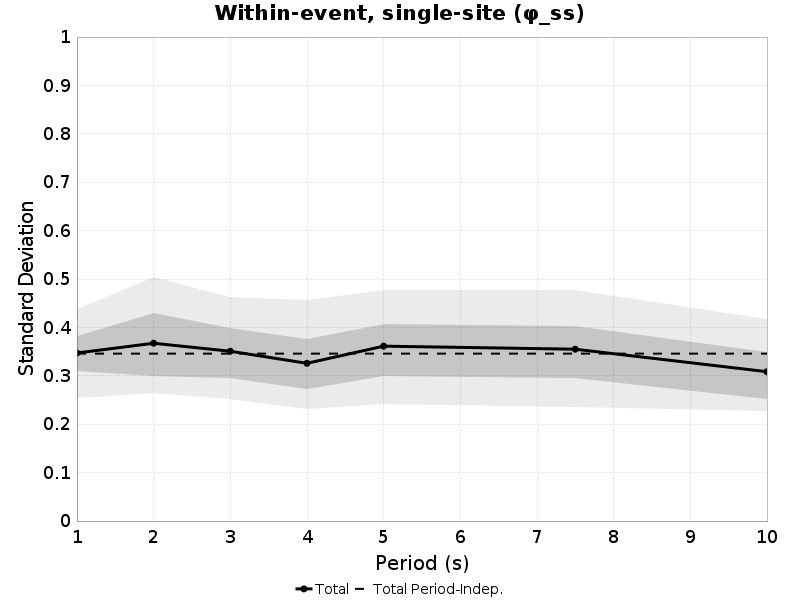 Within-event, single-site (φ_ss)
1
0.9
0.8
0.7
0.6
0.5
0.4
0.3
0.2
0.1
0
Standard Deviation
1 2 3 4 5 6 7 8 9 10
Period (s)
Total Total Period-Indep.